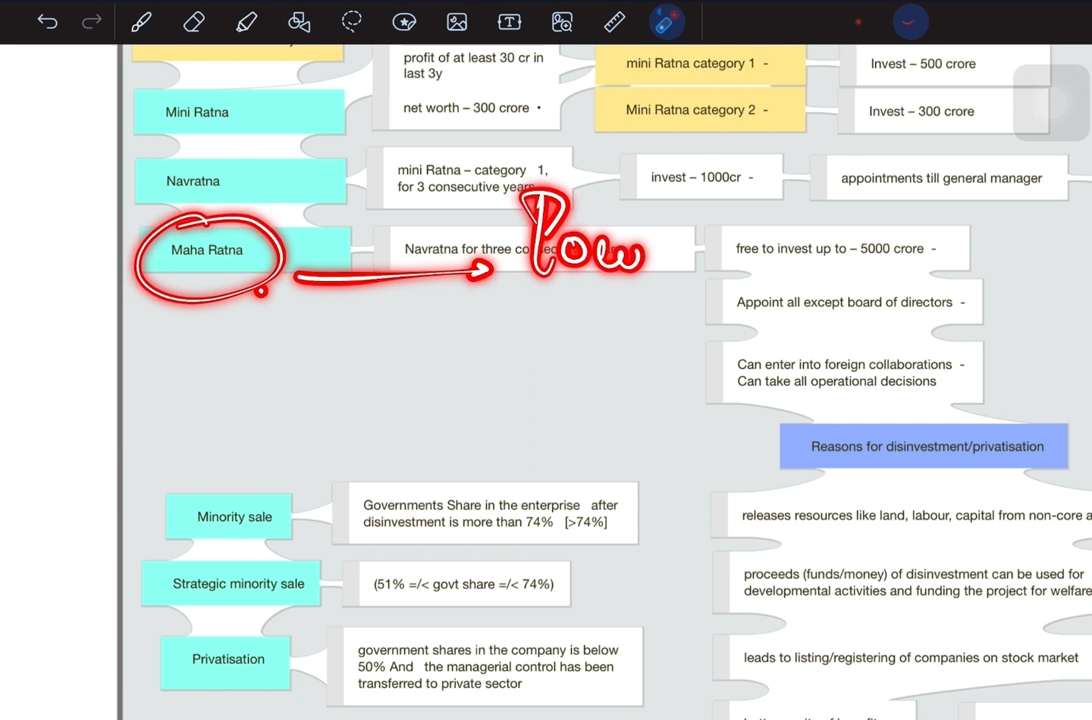 profit of at least 30 cr in
last 3y
mini Ratna category 1 -
Invest – 500 crore
Mini Ratna
net worth – 300 crore •
Mini Ratna Category 2 -
Invest – 300 crore
Navratna
mini Ratna – category 1,
for 3 consecutive years
invest – 1000cr -
appointments till general manager
Maha Ratna
Navratna for three
Pow
free to invest up to – 5000 crore -
Appoint all except board of directors -
Can enter into foreign collaborations -
Can take all operational decisions
Reasons for disinvestment/privatisation
Minority sale
Governments Share in the enterprise after
disinvestment is more than 74% [>74%]
releases resources like land, labour, capital from non-core
Strategic minority sale
(51% =/< govt share =/< 74%)
proceeds (funds/money) of disinvestment can be used for
developmental activities and funding the project for welfare
Privatisation
government shares in the company is below
50% And the managerial control has been
transferred to private sector
leads to listing/registering of companies on stock market